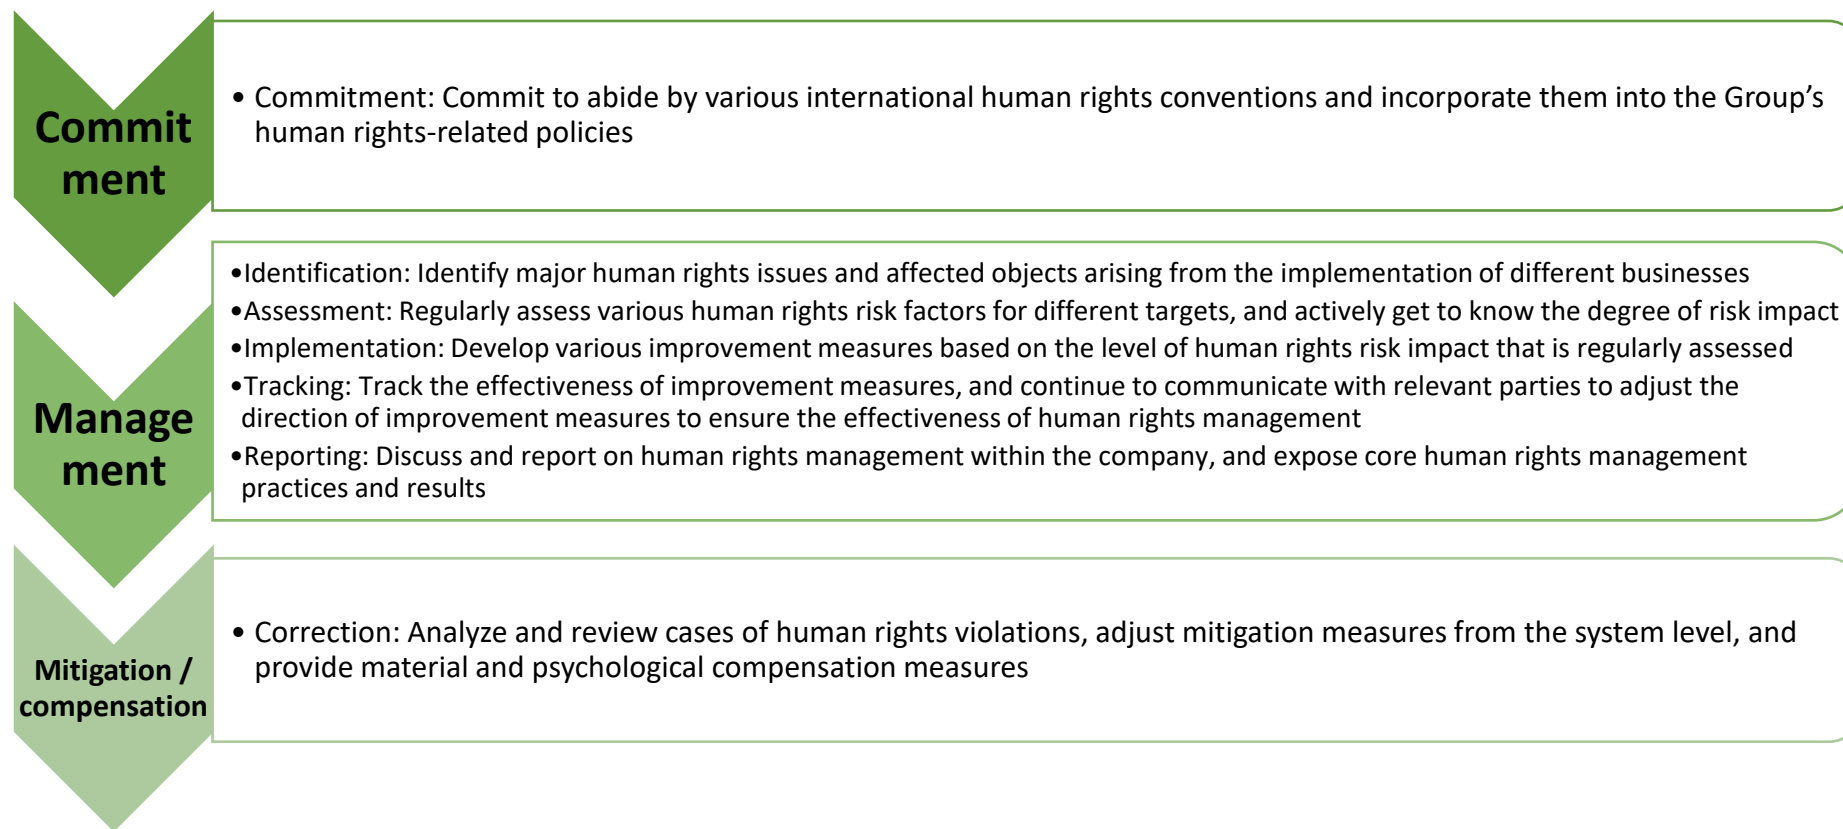 Commit
ment
• Commitment: Commit to abide by various international human rights conventions and incorporate them into the Group’s
human rights-related policies
Manage
ment
•Identification: Identify major human rights issues and affected objects arising from the implementation of different businesses
•Assessment: Regularly assess various human rights risk factors for different targets, and actively get to know the degree of risk impact
•Implementation: Develop various improvement measures based on the level of human rights risk impact that is regularly assessed
•Tracking: Track the effectiveness of improvement measures, and continue to communicate with relevant parties to adjust the
direction of improvement measures to ensure the effectiveness of human rights management
•Reporting: Discuss and report on human rights management within the company, and expose core human rights management
practices and results
Mitigation /
compensation
• Correction: Analyze and review cases of human rights violations, adjust mitigation measures from the system level, and
provide material and psychological compensation measures